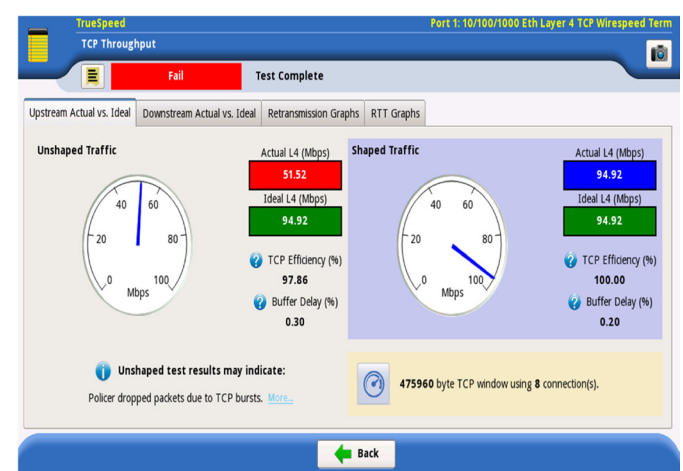 TrueSpeed
Port 1: 10/100/1000 Eth Layer 4 TCP Wirespeed Term
TCP Throughput
Fail
Test Complete
Upstream Actual vs. Ideal
Downstream Actual vs. Ideal
Retransmission Graphs
RTT Graphs
Unshaped Traffic
Actual L4 (Mbps)
51.52
Ideal L4 (Mbps)
94.92
0
20
40
60
80
100
Mbps
? TCP Efficiency (%)
97.86
? Buffer Delay (%)
0.30
Shaped Traffic
Actual L4 (Mbps)
94.92
Ideal L4 (Mbps)
94.92
0
20
40
60
80
100
Mbps
? TCP Efficiency (%)
100.00
? Buffer Delay (%)
0.20
i Unshaped test results may indicate:
Policer dropped packets due to TCP bursts. More...
475960 byte TCP window using 8 connection(s).
Back